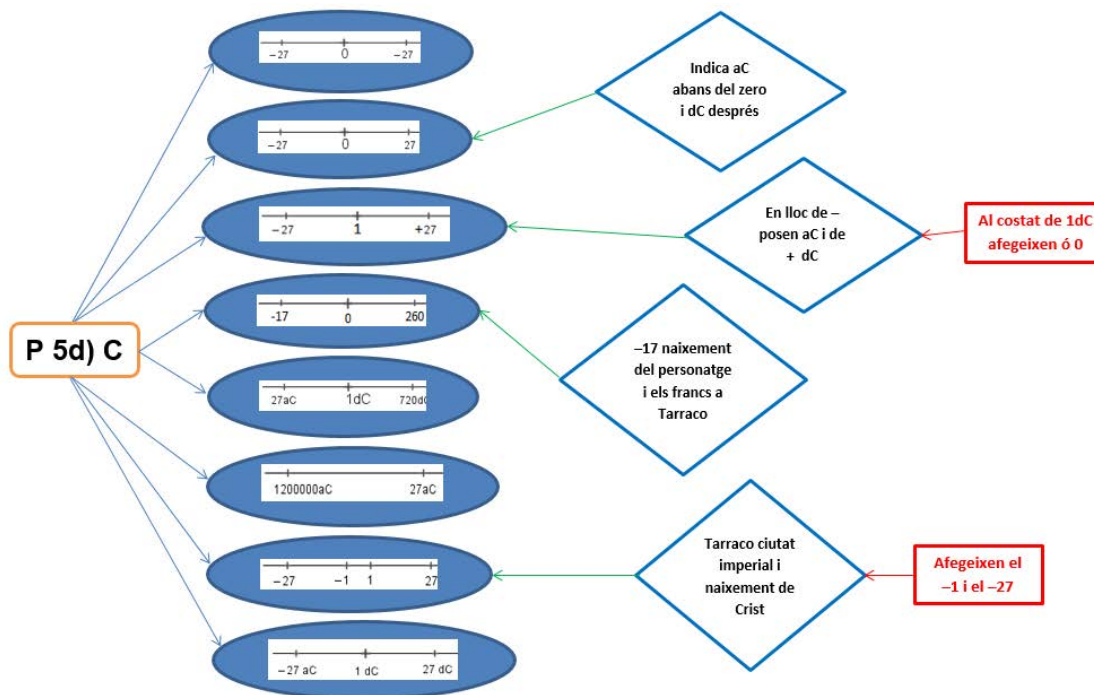 −27 0 −27
Indica aC
abans del zero
i dC després
−27 0 27
En lloc de –
posen aC i de
+ dC
Al costat de 1dC
afegeixen ó 0
−27 1 +27
-17 0 260
P 5d) C
–17 naixement
del personatge
i els francs a
Tarraco
27aC 1dC 720dC
1200000aC 27aC
Tarraco ciutat
imperial i
naixement de
Crist
Afegeixen el
–1 i el –27
−27 −1 1 27
−27 aC 1 dC 27 dC